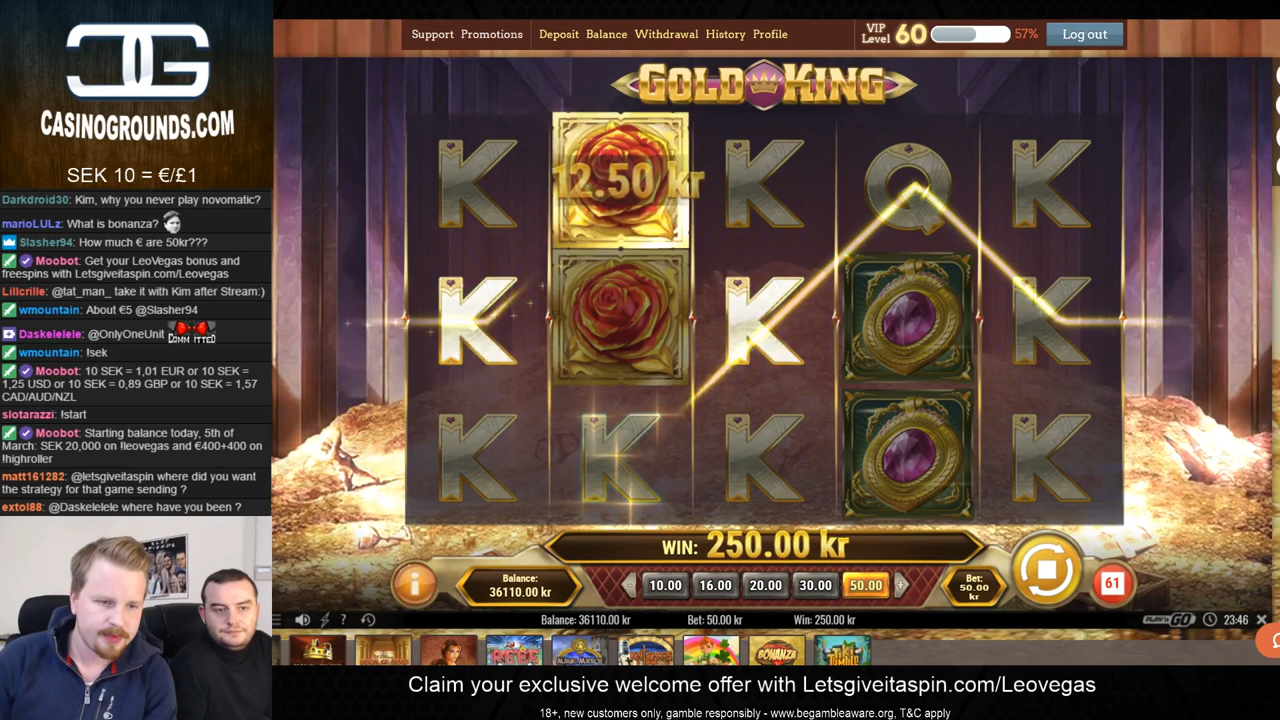 CG
CASINOGROUNDS.COM
SEK 10 = €/£1
Darkdroid30: Kim, why you never play novomatic?
marioLULz: What is bonanza?
Slasher94: How much € are 50kr???
Moobot: Get your LeoVegas bonus and
freespins with Letsgiveitaspin.com/Leovegas
Lillcrille: @tat_man_ take it with Kim after Stream:)
wmountain: About €5 @Slasher94
Daskelelele: @OnlyOneUnit
wmountain: !sek
Moobot: 10 SEK = 1,01 EUR or 10 SEK =
1,25 USD or 10 SEK = 0,89 GBP or 10 SEK = 1,57
CAD/AUD/NZL
slotarazzi: !start
Moobot: Starting balance today, 5th of
March: SEK 20,000 on !leovegas and €400+400 on
!highroller
matt161282: @letsgiveitaspin where did you want
the strategy for that game sending ?
extol88: @Daskelelele where have you been ?
Support Promotions Deposit Balance Withdrawal History Profile
VIP Level 60 57% Log out
GOLD KING
K K Q K
12.50 kr
K K K
K K K K
WIN: 250.00 kr
Balance:
36110.00 kr
10.00 16.00 20.00 30.00 50.00
Bet:
50.00
kr
61
Balance: 36110.00 kr Bet: 50.00 kr Win: 250.00 kr PLAY'N GO 23:46
BONANZA
Claim your exclusive welcome offer with Letsgiveitaspin.com/Leovegas
18+, new customers only, gamble responsibly - www.begambleaware.org, T&C apply